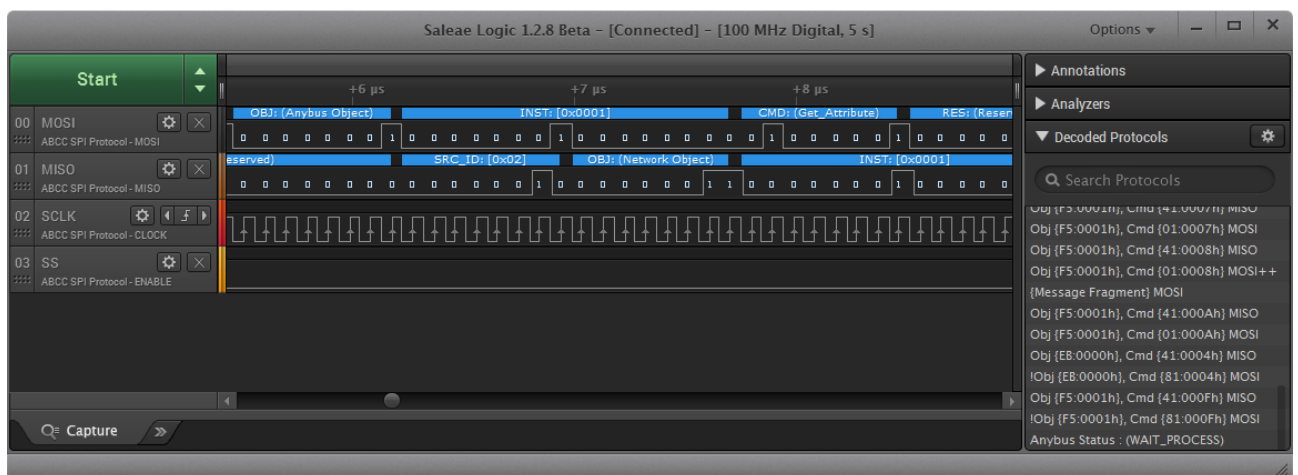 Saleae Logic 1.2.8 Beta - [Connected] - [100 MHz Digital, 5 s]
Options
Start
+6 µs
+7 µs
+8 µs
00 MOSI
ABCC SPI Protocol - MOSI
OBJ: (Anybus Object)
INST: [0x0001]
CMD: (Get_Attribute)
RES: (Reser
0 0 0 0 0 0 0 1 0 0 0 0 0 0 0 1 0 0 0 0 0 0 0 0 0 1 0 0 0 0 0 1 0 0 0 0
01 MISO
ABCC SPI Protocol - MISO
eserved)
SRC_ID: [0x02]
OBJ: (Network Object)
INST: [0x0001]
0 0 0 0 0 0 0 0 0 0 0 0 0 0 1 0 0 0 0 0 0 0 1 1 0 0 0 0 0 0 0 1 0 0 0 0
02 SCLK
ABCC SPI Protocol - CLOCK
03 SS
ABCC SPI Protocol - ENABLE
Capture
Annotations
Analyzers
Decoded Protocols
Search Protocols
Obj {F5:0001h}, Cmd {41:0007h} MISO
Obj {F5:0001h}, Cmd {01:0007h} MOSI
Obj {F5:0001h}, Cmd {41:0008h} MISO
Obj {F5:0001h}, Cmd {01:0008h} MOSI++
{Message Fragment} MOSI
Obj {F5:0001h}, Cmd {41:000Ah} MISO
Obj {F5:0001h}, Cmd {01:000Ah} MOSI
Obj {EB:0000h}, Cmd {41:0004h} MISO
!Obj {EB:0000h}, Cmd {81:0004h} MOSI
Obj {F5:0001h}, Cmd {41:000Fh} MISO
!Obj {F5:0001h}, Cmd {81:000Fh} MOSI
Anybus Status : (WAIT_PROCESS)